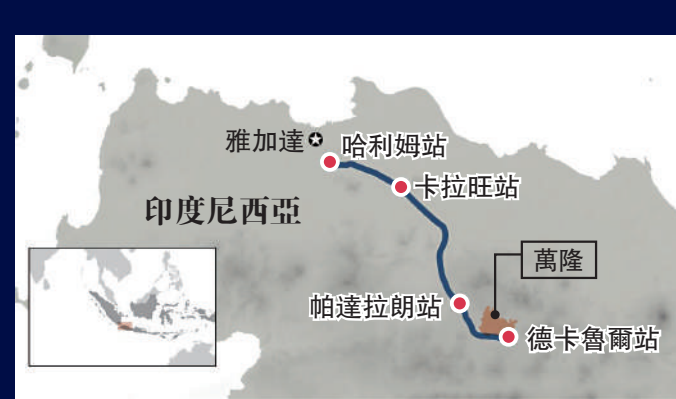 雅加達
哈利姆站
卡拉旺站
印度尼西亞
萬隆
帕達拉朗站
德卡魯爾站